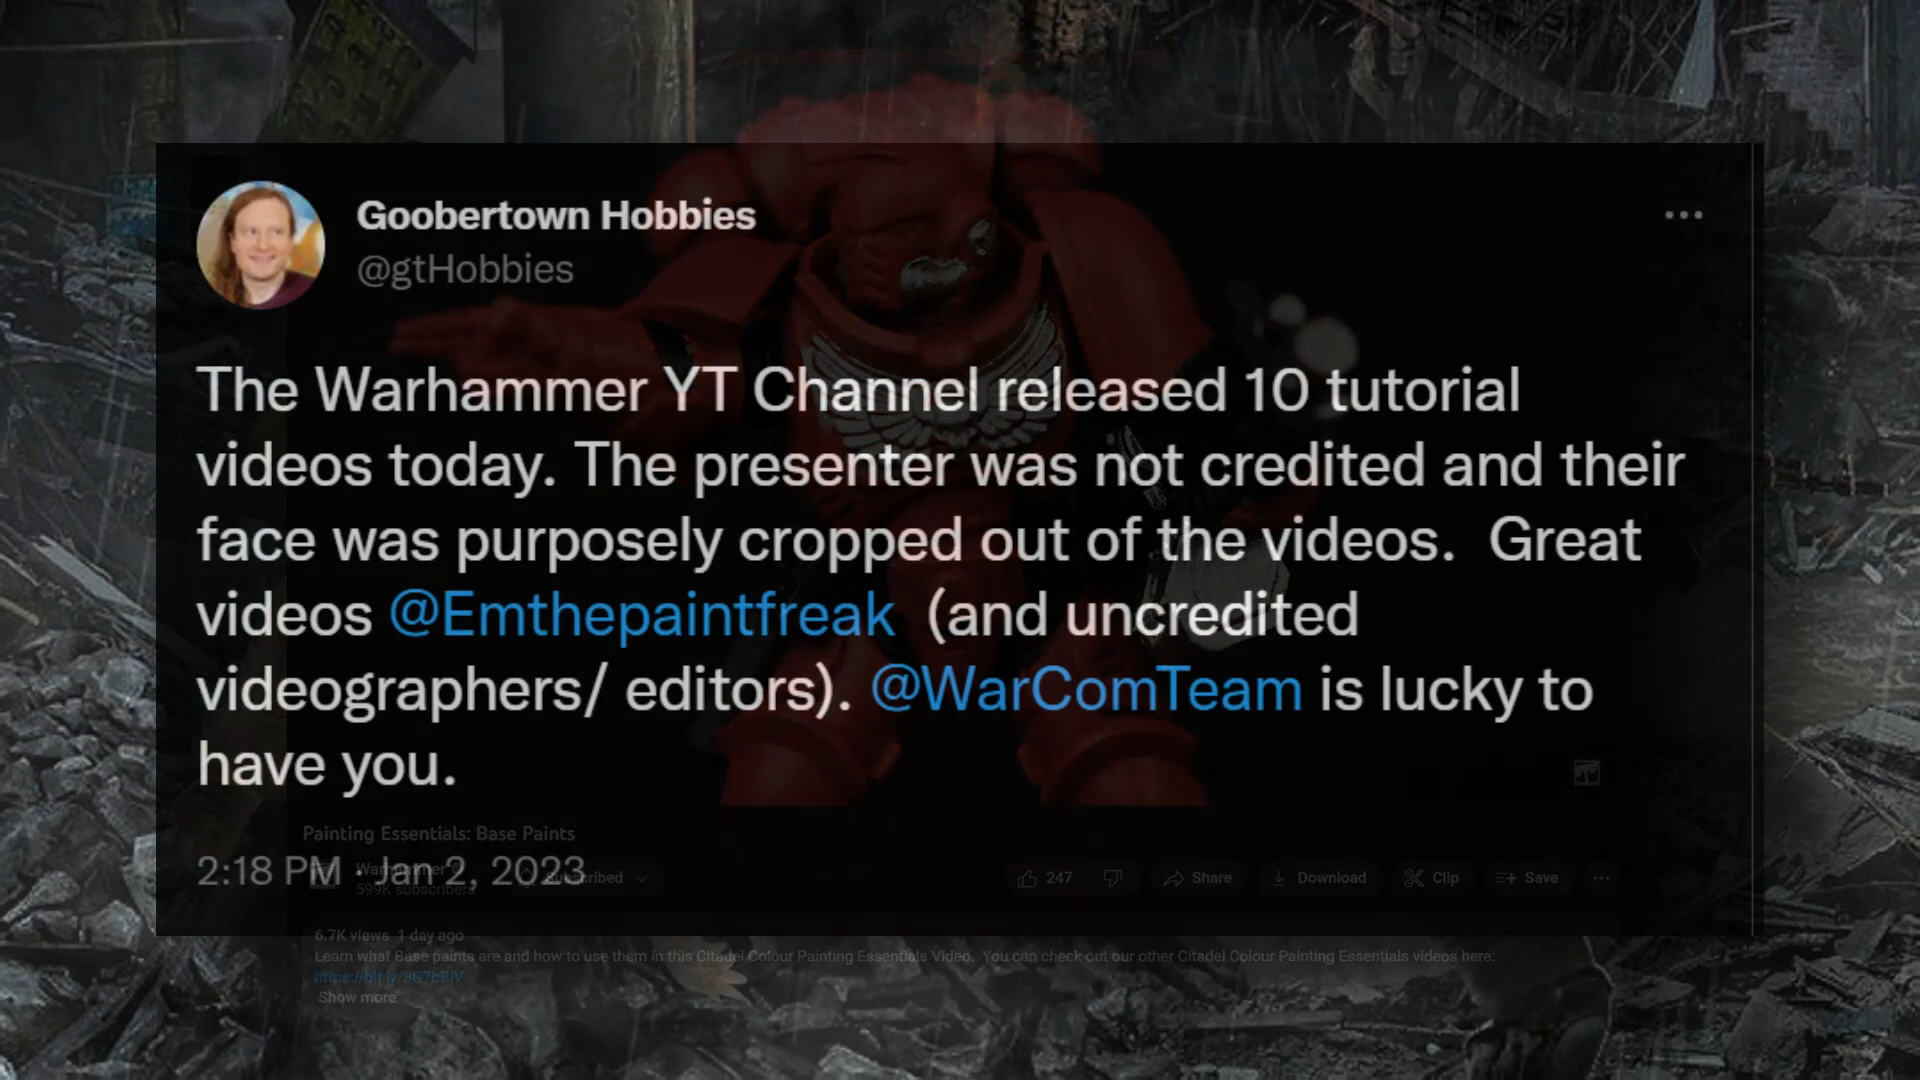 Goobertown Hobbies
@gtHobbies
The Warhammer YT Channel released 10 tutorial
videos today. The presenter was not credited and their
face was purposely cropped out of the videos.  Great
videos @Emthepaintfreak  (and uncredited
videographers/ editors). @WarComTeam is lucky to
have you.
Painting Essentials: Base Paints
2:18 PM · Jan 2, 2023
Warhammer
599K subscribers
Subscribed
247
Share
Download
Clip
Save
6.7K views 1 day ago
Learn what Base paints are and how to use them in this Citadel Colour Painting Essentials Video.  You can check out our other Citadel Colour Painting Essentials videos here:
Show more